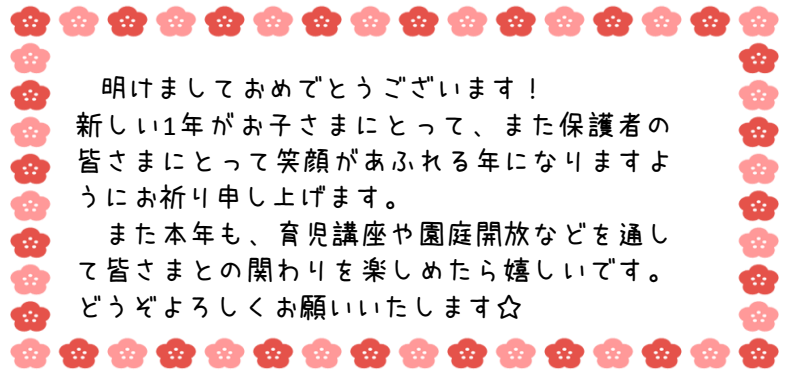 明けましておめでとうございます!
新しい1年がお子さまにとって、また保護者の
皆さまにとって笑顔があふれる年になりますよ
うにお祈り申し上げます。
また本年も、育児講座や園庭開放などを通し
て皆さまとの関わりを楽しめたら嬉しいです。
どうぞよろしくお願いいたします☆